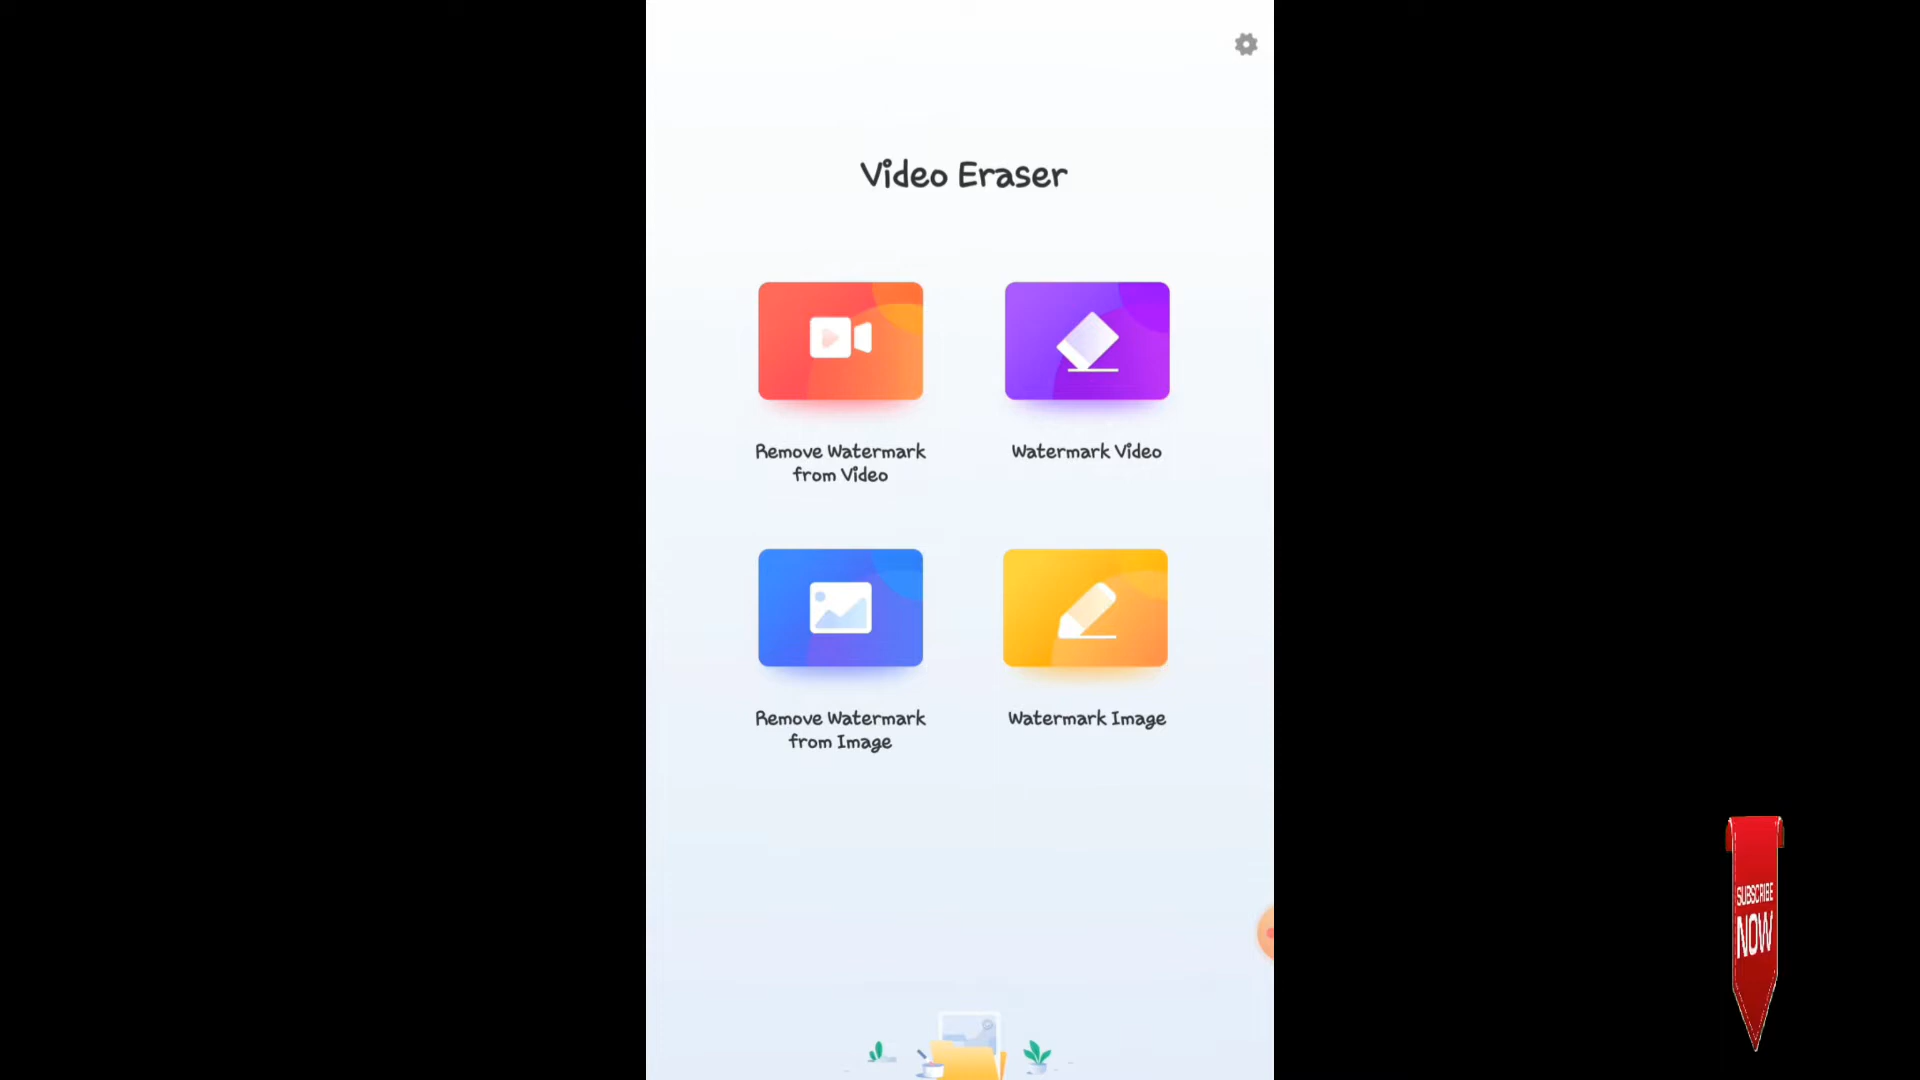 Video Eraser
Remove Watermark
from Video
Watermark Video
Remove Watermark
from Image
Watermark Image
SUBSCRIBE
NOW